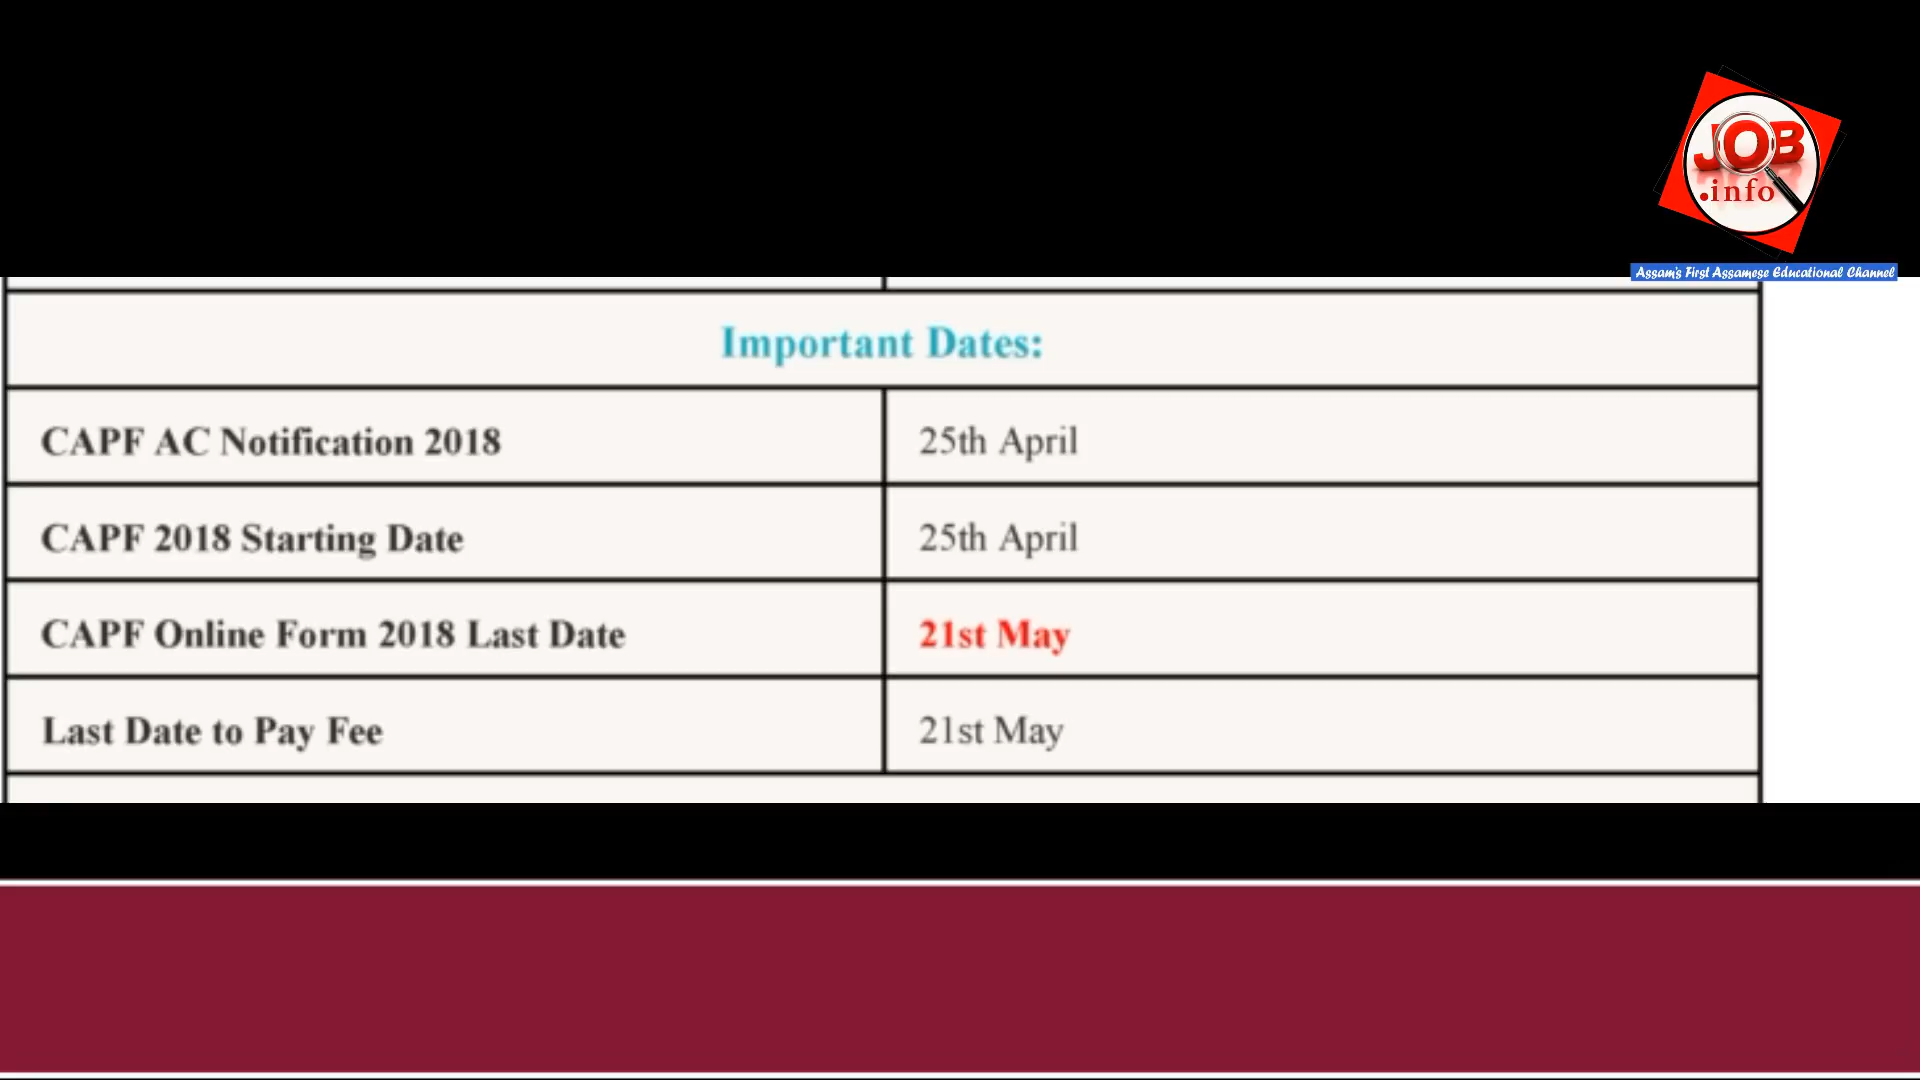 JOB
.info
Assam's First Assamese Educational Channel
Important Dates:
CAPF AC Notification 2018 25th April
CAPF 2018 Starting Date 25th April
CAPF Online Form 2018 Last Date 21st May
Last Date to Pay Fee 21st May